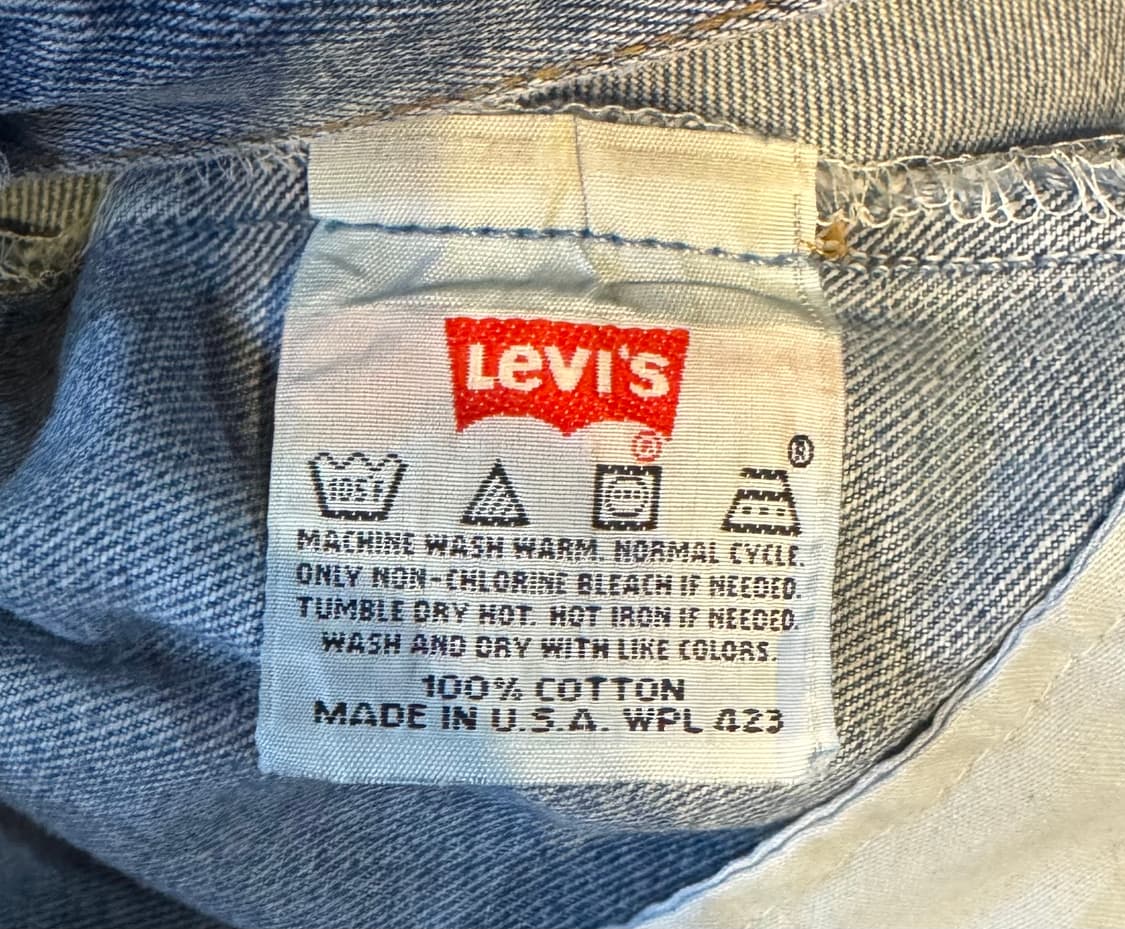 LEVI'S
®
®
105F
MACHINE WASH WARM. NORMAL CYCLE.
ONLY NON-CHLORINE BLEACH IF NEEDED.
TUMBLE DRY HOT. HOT IRON IF NEEDED.
WASH AND DRY WITH LIKE COLORS.
100% COTTON
MADE IN U.S.A. WPL 423